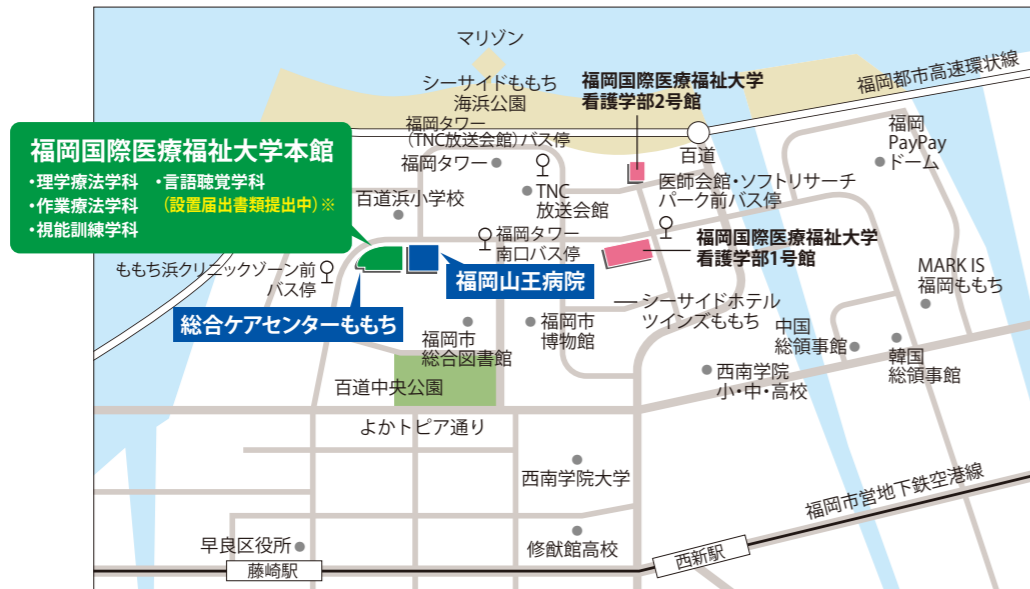 マリゾン
シーサイドももち
海浜公園
福岡国際医療福祉大学
看護学部2号館
福岡都市高速環状線
福岡タワー
（TNC放送会館）バス停
福岡
PayPay
ドーム
福岡国際医療福祉大学本館
・理学療法学科 ・言語聴覚学科
・作業療法学科 （設置届出書類提出中）※
・視能訓練学科
福岡タワー
百道
TNC
放送会館
医師会館・ソフトリサーチ
パーク前バス停
百道浜小学校
福岡タワー
南口バス停
福岡国際医療福祉大学
看護学部1号館
ももち浜クリニックゾーン前
バス停
福岡山王病院
MARK IS
福岡ももち
総合ケアセンターももち
シーサイドホテル
ツインズももち
福岡市
総合図書館
福岡市
博物館
中国
総領事館
韓国
総領事館
西南学院
小・中・高校
百道中央公園
よかトピア通り
西南学院大学
福岡市営地下鉄空港線
早良区役所
修猷館高校
西新駅
藤崎駅